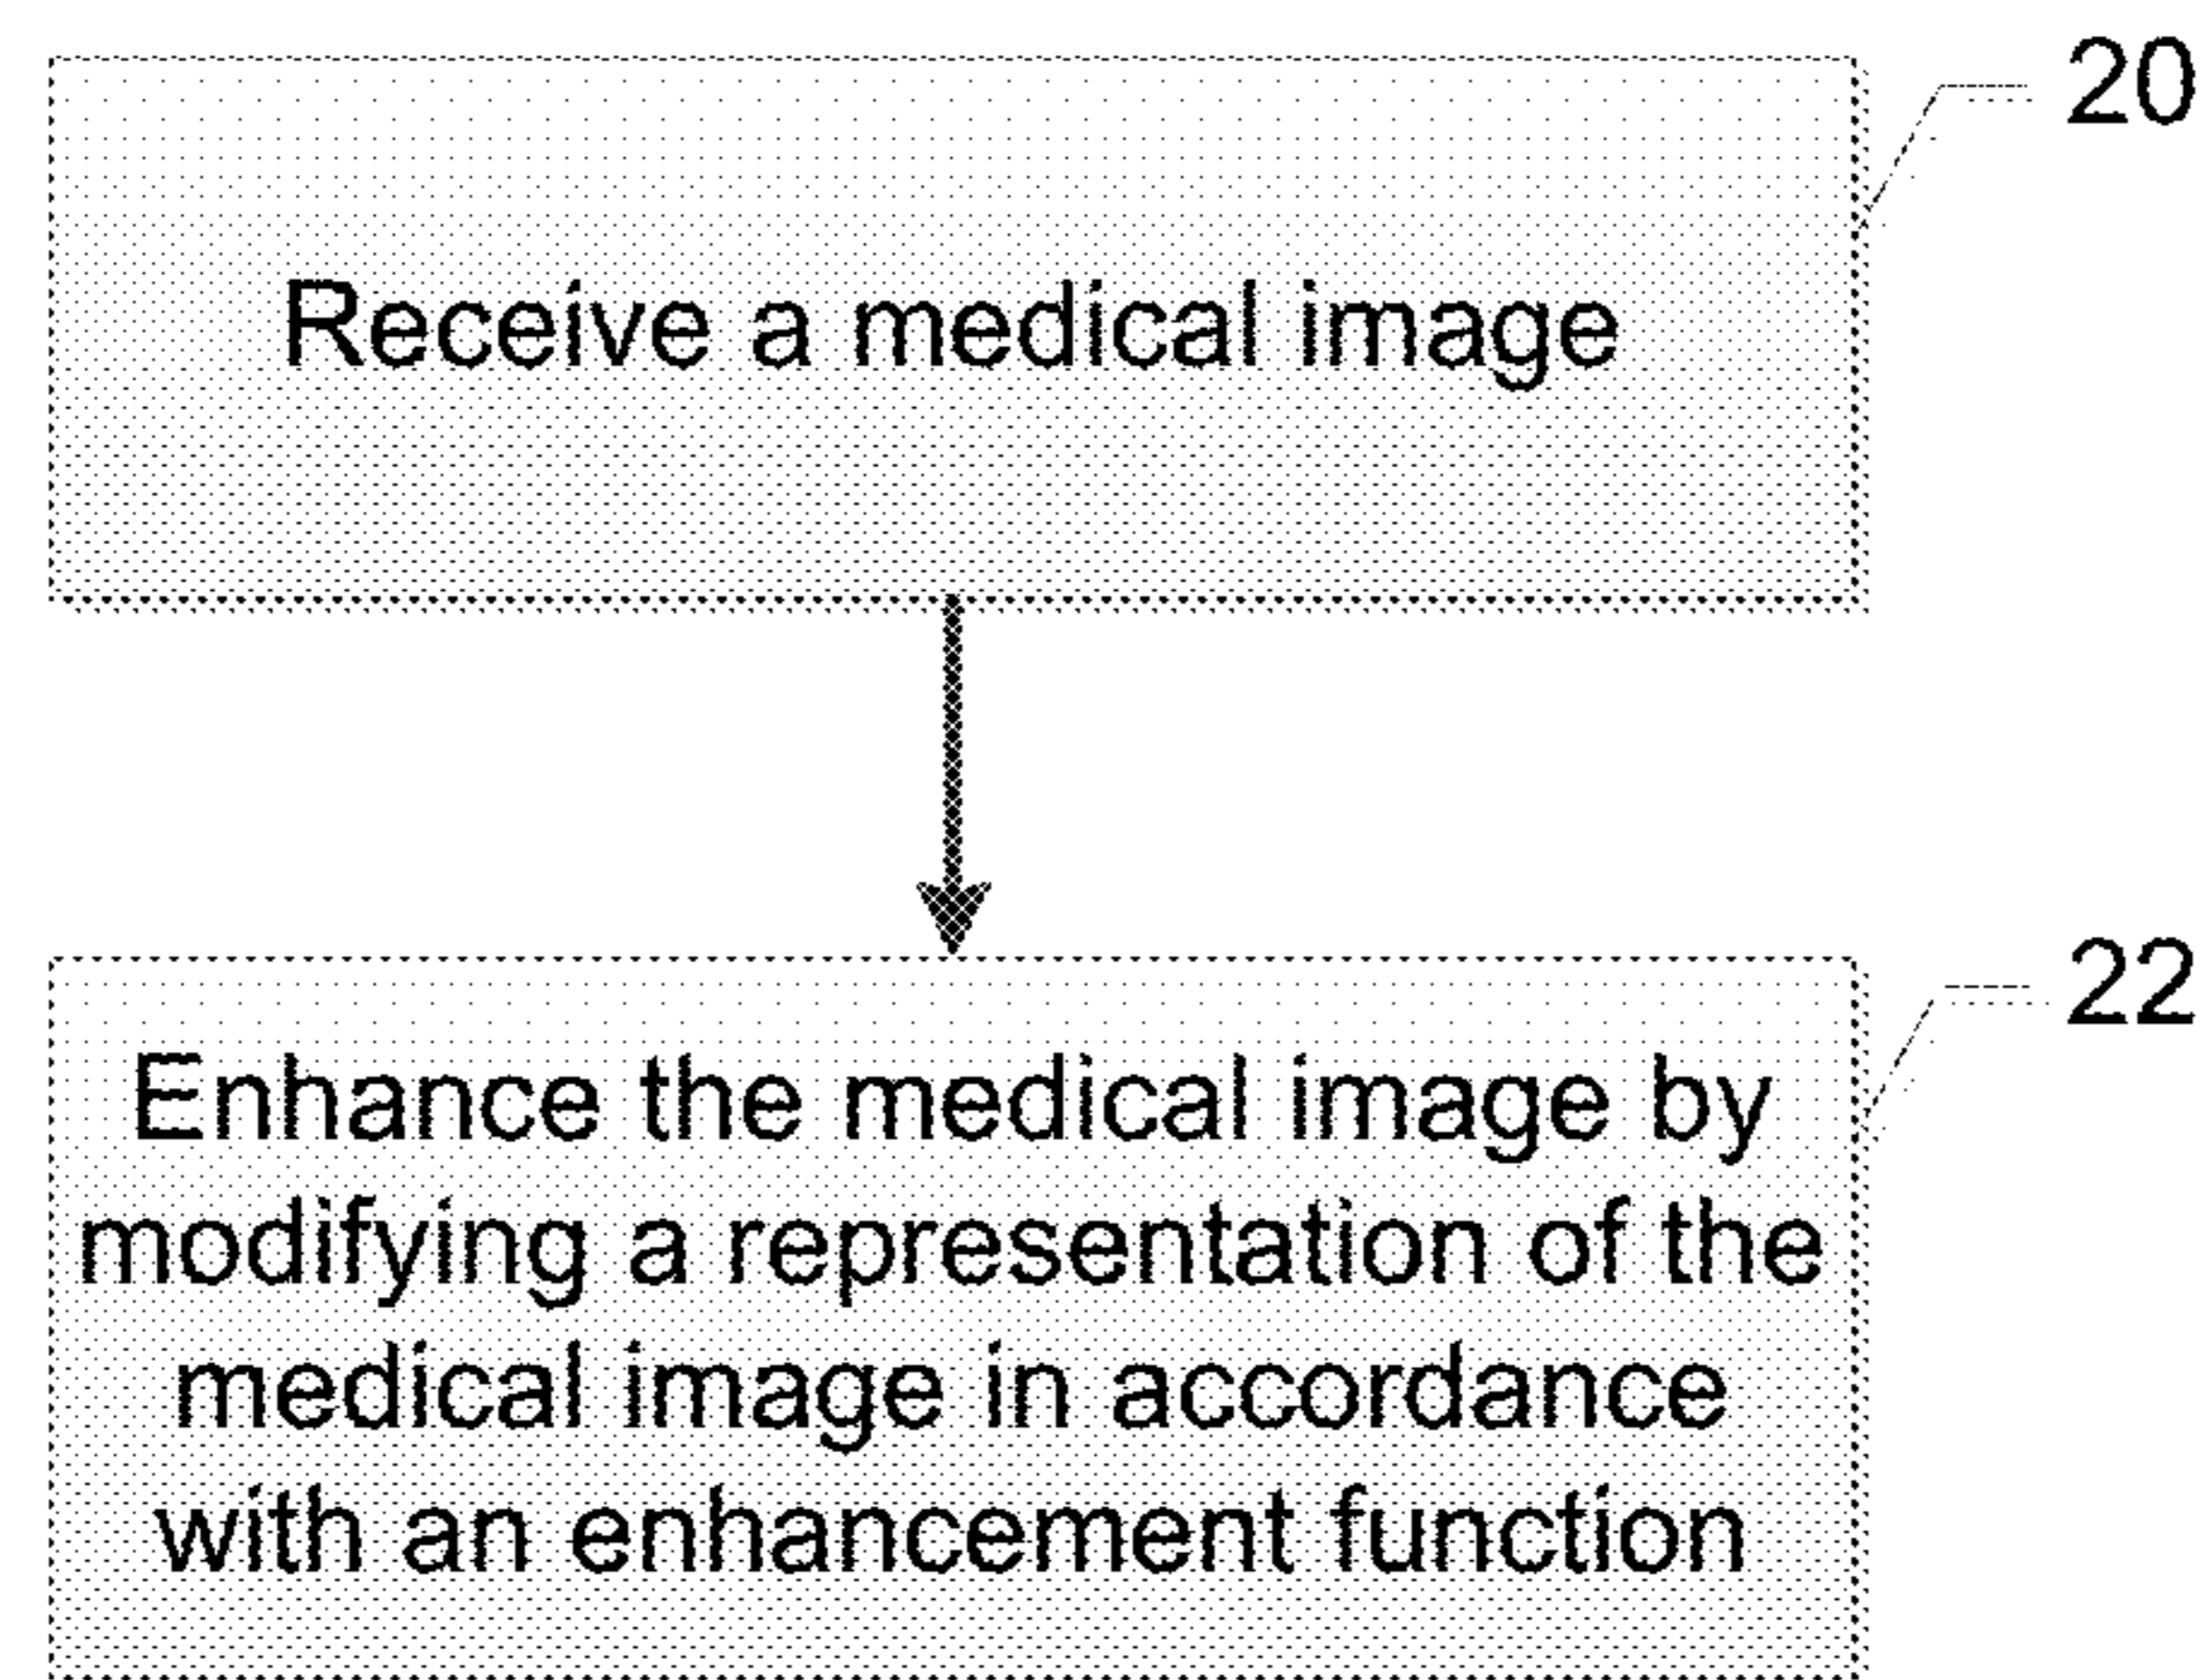 20
Receive a medical image
22
Enhance the medical image by
modifying a representation of the
medical image in accordance
with an enhancement function